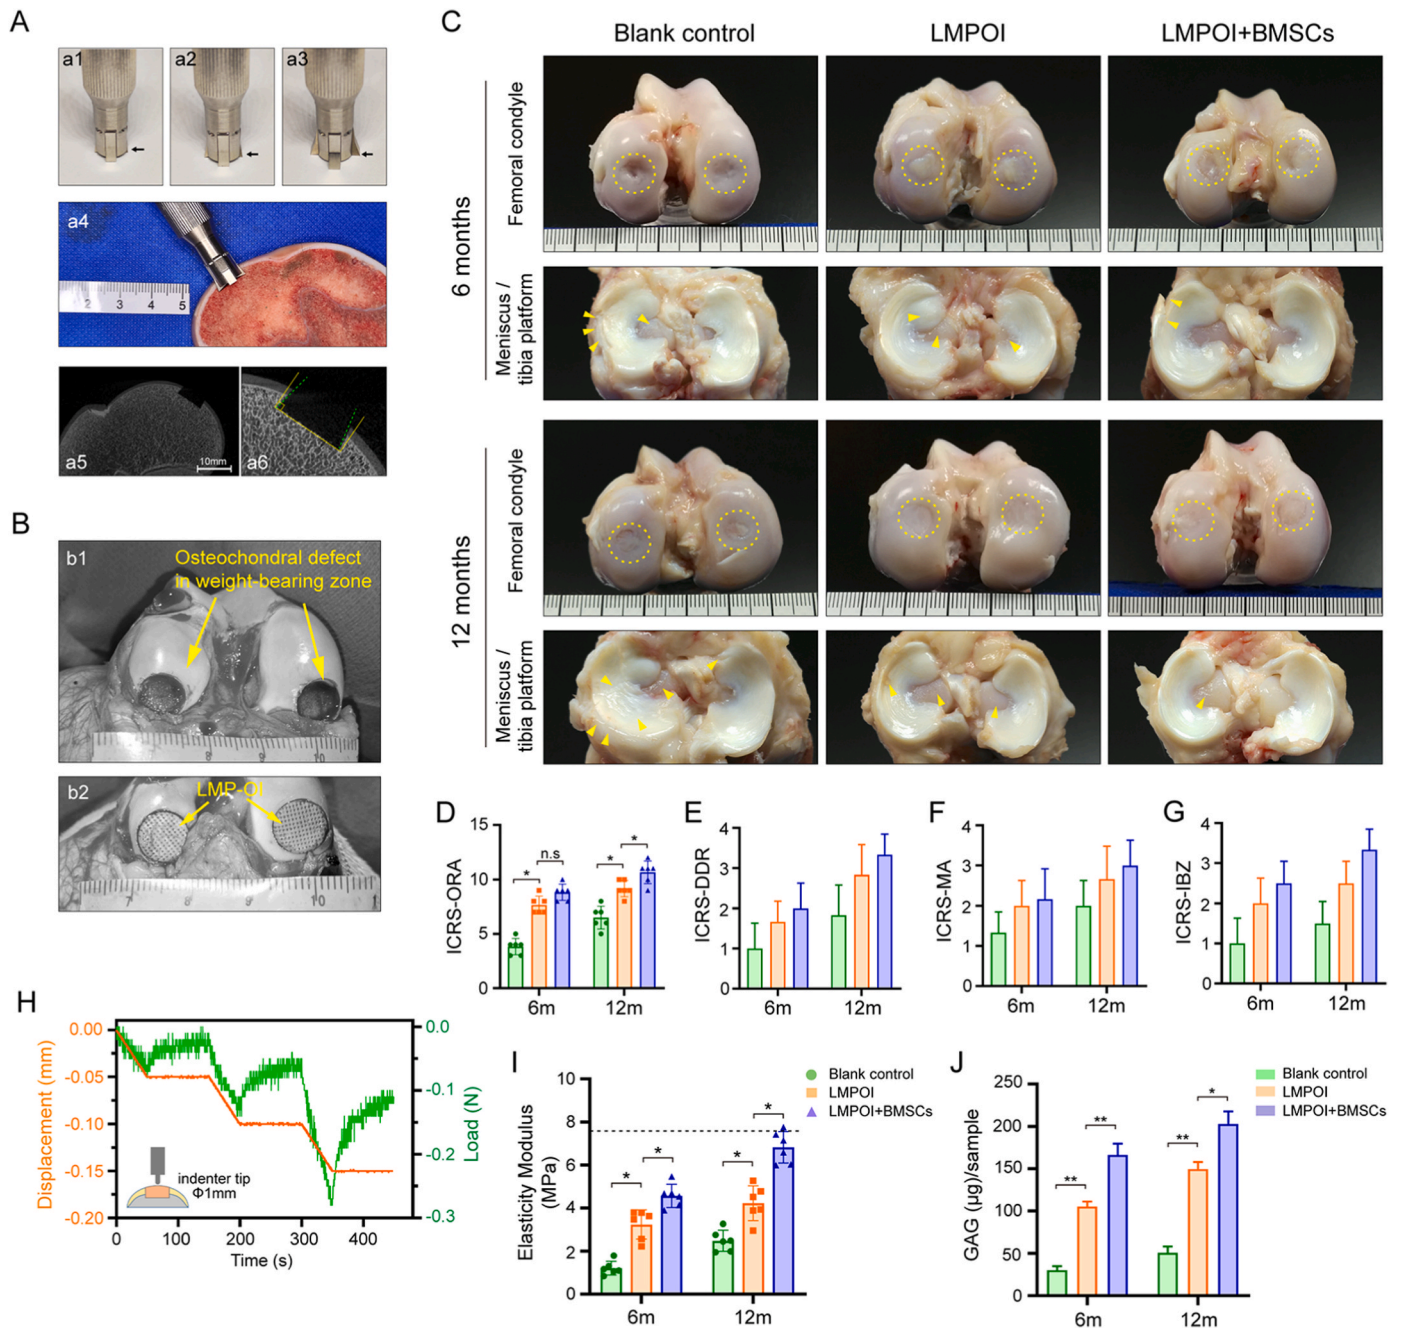 A
a1
a2
a3
a4
2 3 4 5
a5
10mm
a6
B
b1
Osteochondral defect
in weight-bearing zone
8 9 10
b2
LMP-OI
8 9 10
C
Blank control
LMPOI
LMPOI+BMSCs
6 months
Femoral condyle
Meniscus /
tibia platform
12 months
Femoral condyle
Meniscus /
tibia platform
D
ICRS-ORA
15
10
5
0
*
n.s
*
*
6m
12m
E
ICRS-DDR
4
3
2
1
0
6m
12m
F
ICRS-MA
4
3
2
1
0
6m
12m
G
ICRS-IBZ
4
3
2
1
0
6m
12m
H
Displacement (mm)
0.00
-0.05
-0.10
-0.15
-0.20
Load (N)
0.0
-0.1
-0.2
-0.3
indenter tip
Φ1mm
0
100
200
300
400
Time (s)
I
Elasticity Modulus
(MPa)
10
8
6
4
2
0
*
*
*
*
6m
12m
Blank control
LMPOI
LMPOI+BMSCs
J
GAG (μg)/sample
250
200
150
100
50
0
**
**
**
*
6m
12m
Blank control
LMPOI
LMPOI+BMSCs